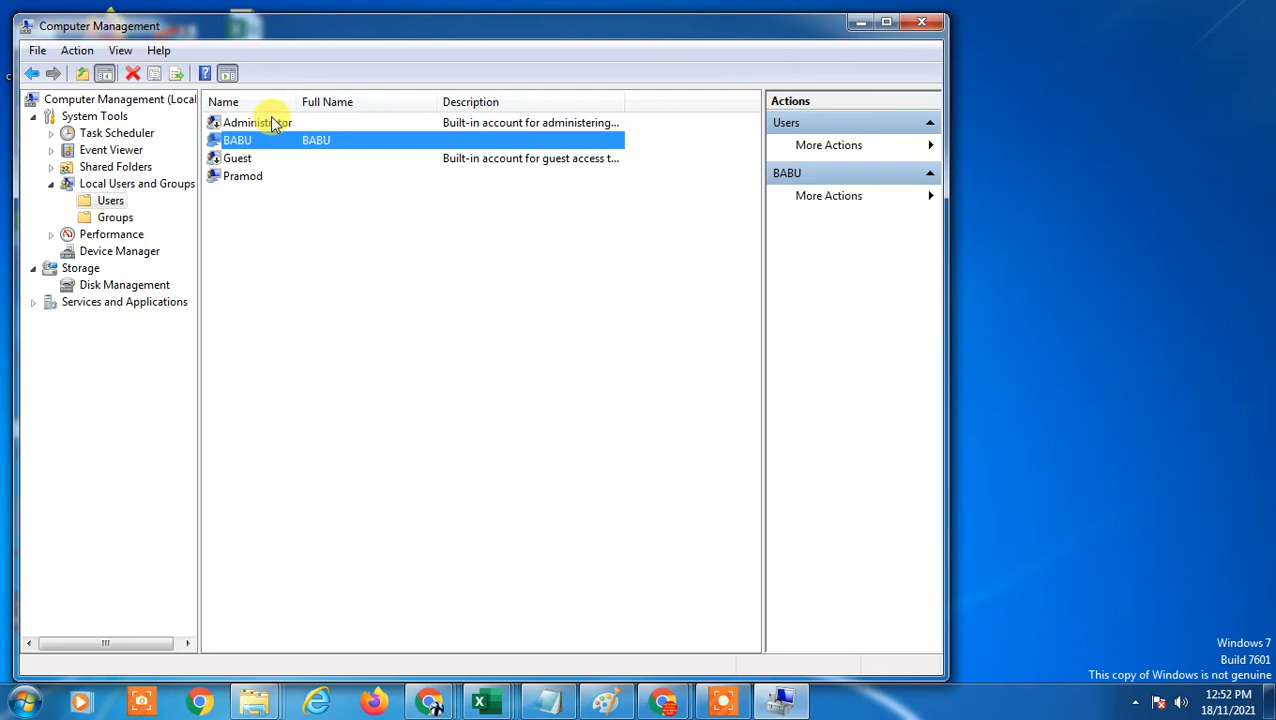 Computer Management
File Action View Help
Computer Management (Local
System Tools
Task Scheduler
Event Viewer
Shared Folders
Local Users and Groups
Users
Groups
Performance
Device Manager
Storage
Disk Management
Services and Applications
Name Full Name Description
Administrator Built-in account for administering...
BABU BABU
Guest Built-in account for guest access t...
Pramod
Actions
Users
More Actions
BABU
More Actions
Windows 7
Build 7601
This copy of Windows is not genuine
12:52 PM
18/11/2021